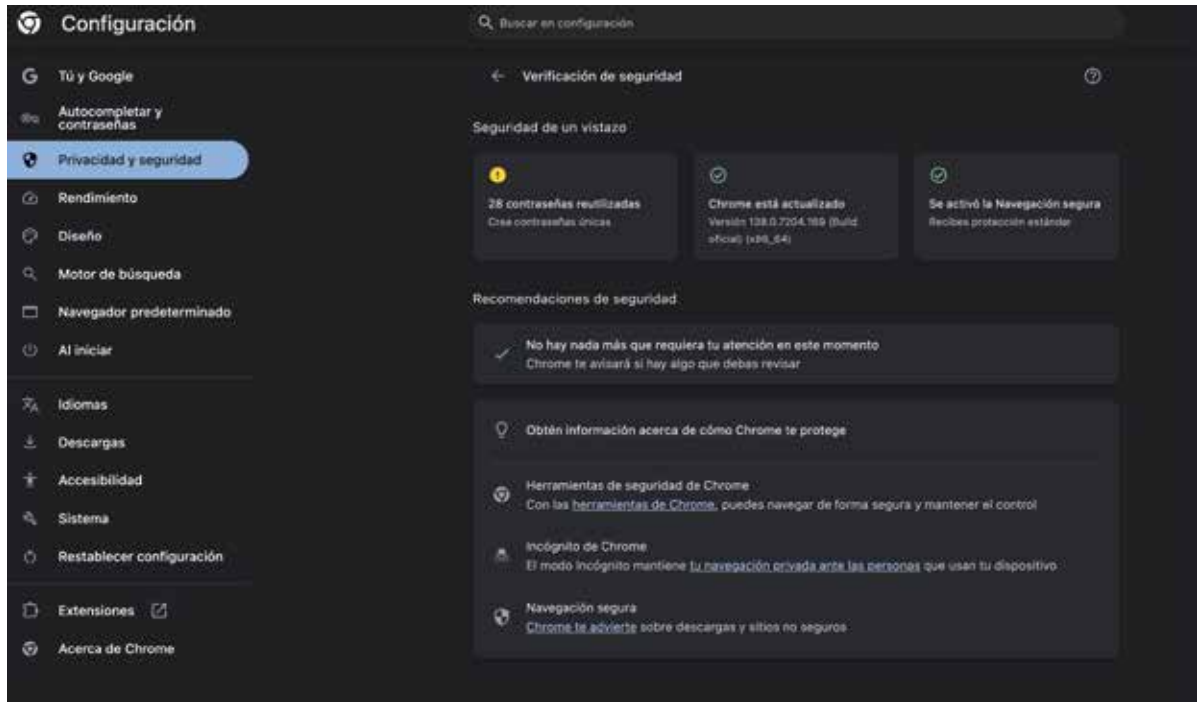 Configuración
Buscar en configuración
Tú y Google
Autocompletar y
contraseñas
Privacidad y seguridad
Rendimiento
Diseño
Motor de búsqueda
Navegador predeterminado
Al iniciar
Idiomas
Descargas
Accesibilidad
Sistema
Restablecer configuración
Extensiones
Acerca de Chrome
Verificación de seguridad
Seguridad de un vistazo
28 contraseñas reutilizadas
Crea contraseñas únicas
Chrome está actualizado
Versión 138.0.7204.169 (Build
oficial) (x86_64)
Se activó la Navegación segura
Recibes protección estándar
Recomendaciones de seguridad
No hay nada más que requiera tu atención en este momento
Chrome te avisará si hay algo que debas revisar
Obtén información acerca de cómo Chrome te protege
Herramientas de seguridad de Chrome
Con las herramientas de Chrome, puedes navegar de forma segura y mantener el control
Incógnito de Chrome
El modo Incógnito mantiene tu navegación privada ante las personas que usan tu dispositivo
Navegación segura
Chrome te advierte sobre descargas y sitios no seguros